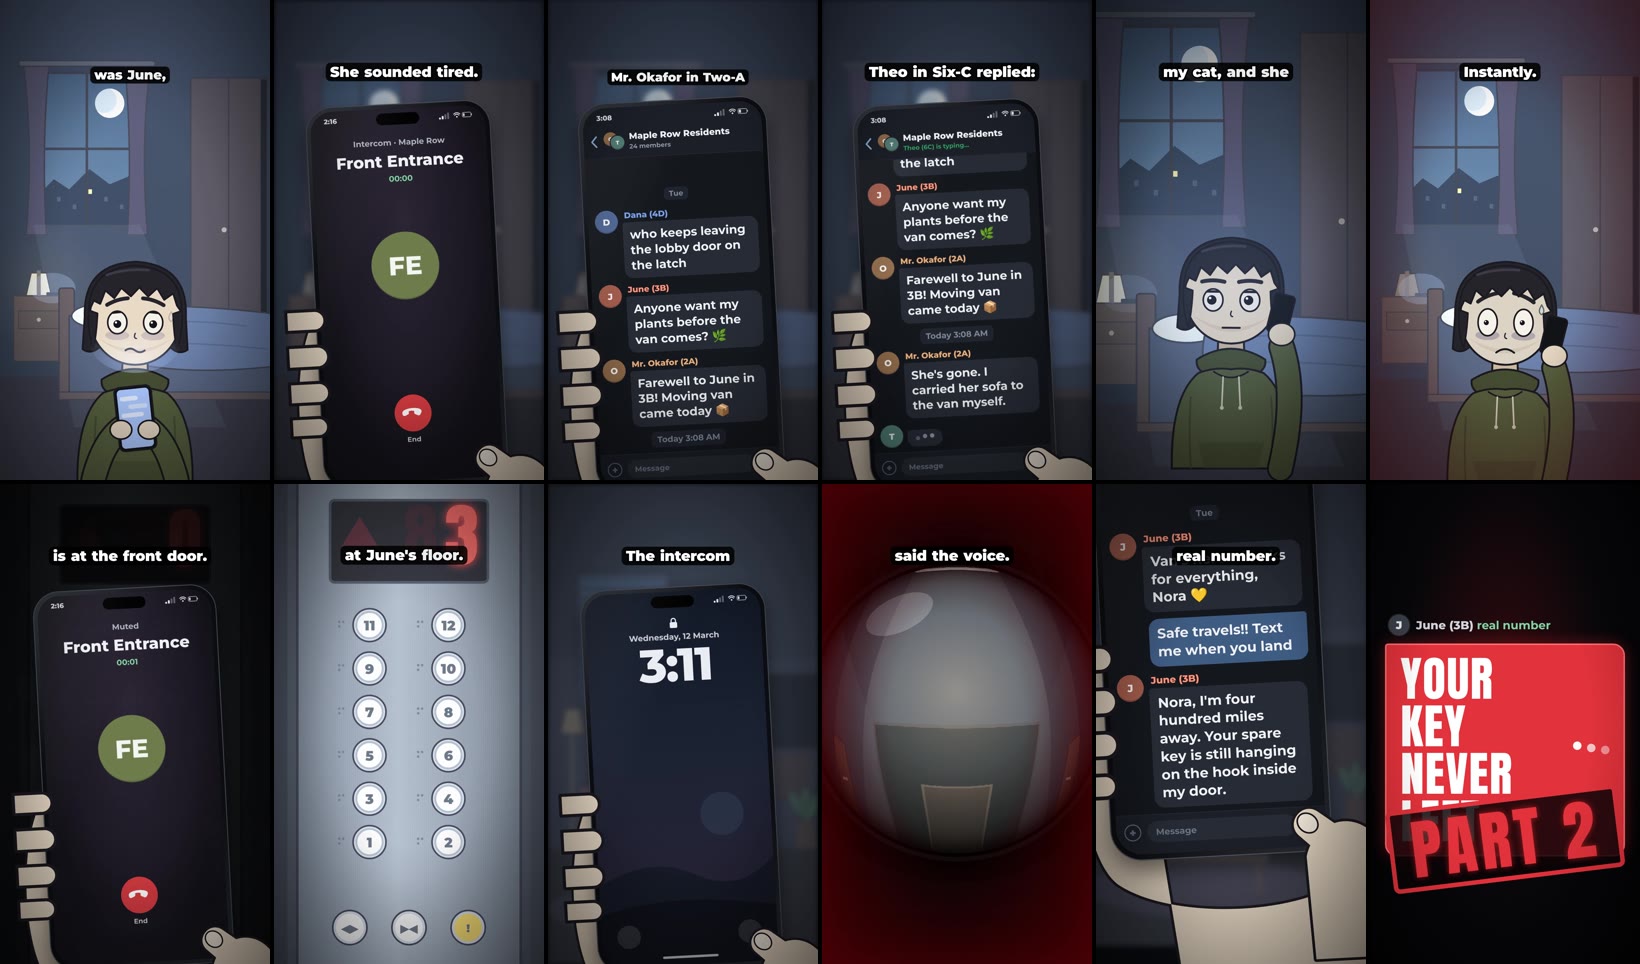 was June,
She sounded tired.
2:16
Intercom · Maple Row
Front Entrance
00:00
FE
End
Mr. Okafor in Two-A
3:08
Maple Row Residents
24 members
Tue
D
Dana (4D)
who keeps leaving
the lobby door on
the latch
J
June (3B)
Anyone want my
plants before the
van comes? 🌿
O
Mr. Okafor (2A)
Farewell to June in
3B! Moving van
came today 📦
Today 3:08 AM
Message
Theo in Six-C replied:
3:08
T
Maple Row Residents
Theo (6C) is typing...
the latch
J
June (3B)
Anyone want my
plants before the
van comes? 🌿
O
Mr. Okafor (2A)
Farewell to June in
3B! Moving van
came today 📦
Today 3:08 AM
O
Mr. Okafor (2A)
She's gone. I
carried her sofa to
the van myself.
T
Message
my cat, and she
Instantly.
is at the front door.
2:16
Muted
Front Entrance
00:01
FE
End
3
at June's floor.
11 12
9 10
7 8
5 6
3 4
1 2
!
The intercom
Wednesday, 12 March
3:11
said the voice.
Tue
J
June (3B)
real number.
for everything,
Nora 💛
Safe travels!! Text
me when you land
J
June (3B)
Nora, I'm four
hundred miles
away. Your spare
key is still hanging
on the hook inside
my door.
Message
J
June (3B) real number
YOUR
KEY
NEVER
PART 2